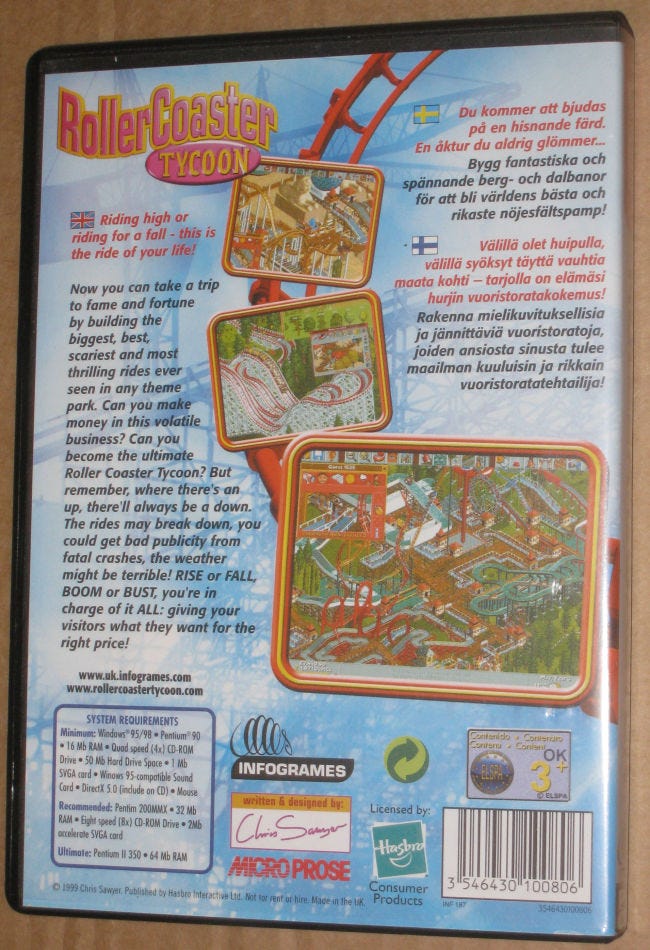 RollerCoaster
TYCOON
Riding high or
riding for a fall - this is
the ride of your life!
Now you can take a trip
to fame and fortune
by building the
biggest, best,
scariest and most
thrilling rides ever
seen in any theme
park. Can you make
money in this volatile
business? Can you
become the ultimate
Roller Coaster Tycoon? But
remember, where there's an
up, there'll always be a down.
The rides may break down, you
could get bad publicity from
fatal crashes, the weather
might be terrible! RISE or FALL,
BOOM or BUST, you're in
charge of it ALL: giving your
visitors what they want for the
right price!
www.uk.infogrames.com
www.rollercoastertycoon.com
Du kommer att bjudas
på en hisnande färd.
En åktur du aldrig glömmer...
Bygg fantastiska och
spännande berg- och dalbanor
för att bli världens bästa och
rikaste nöjesfältspamp!
Välillä olet huipulla,
välillä syöksyt täyttä vauhtia
maata kohti – tarjolla on elämäsi
hurjin vuoristoratakokemus!
Rakenna mielikuvituksellisia
ja jännittäviä vuoristoratoja,
joiden ansiosta sinusta tulee
maailman kuuluisin ja rikkain
vuoristoratatehtailija!
SYSTEM REQUIREMENTS
Minimum: Windows® 95/98 • Pentium® 90
• 16 Mb RAM • Quad speed (4x) CD-ROM
Drive • 50 Mb Hard Drive Space • 1 Mb
SVGA card • Winows 95-compatible Sound
Card • DirectX 5.0 (include on CD) • Mouse
Recommended: Pentim 200MMX • 32 Mb
RAM • Eight speed (8x) CD-ROM Drive • 2Mb
accelerate SVGA card
Ultimate: Pentium II 350 • 64 Mb RAM
INFOGRAMES
written & designed by:
Chris Sawyer
MICROPROSE
Licensed by:
Hasbro
Consumer
Products
Contenido • Contenuto
Contenu • Content
ELSPA
OK
3+
© ELSPA
3 546430 100806
INF 187
3546430100806
© 1999 Chris Sawyer. Published by Hasbro Interactive Ltd. Not for rent or hire. Made in the UK.